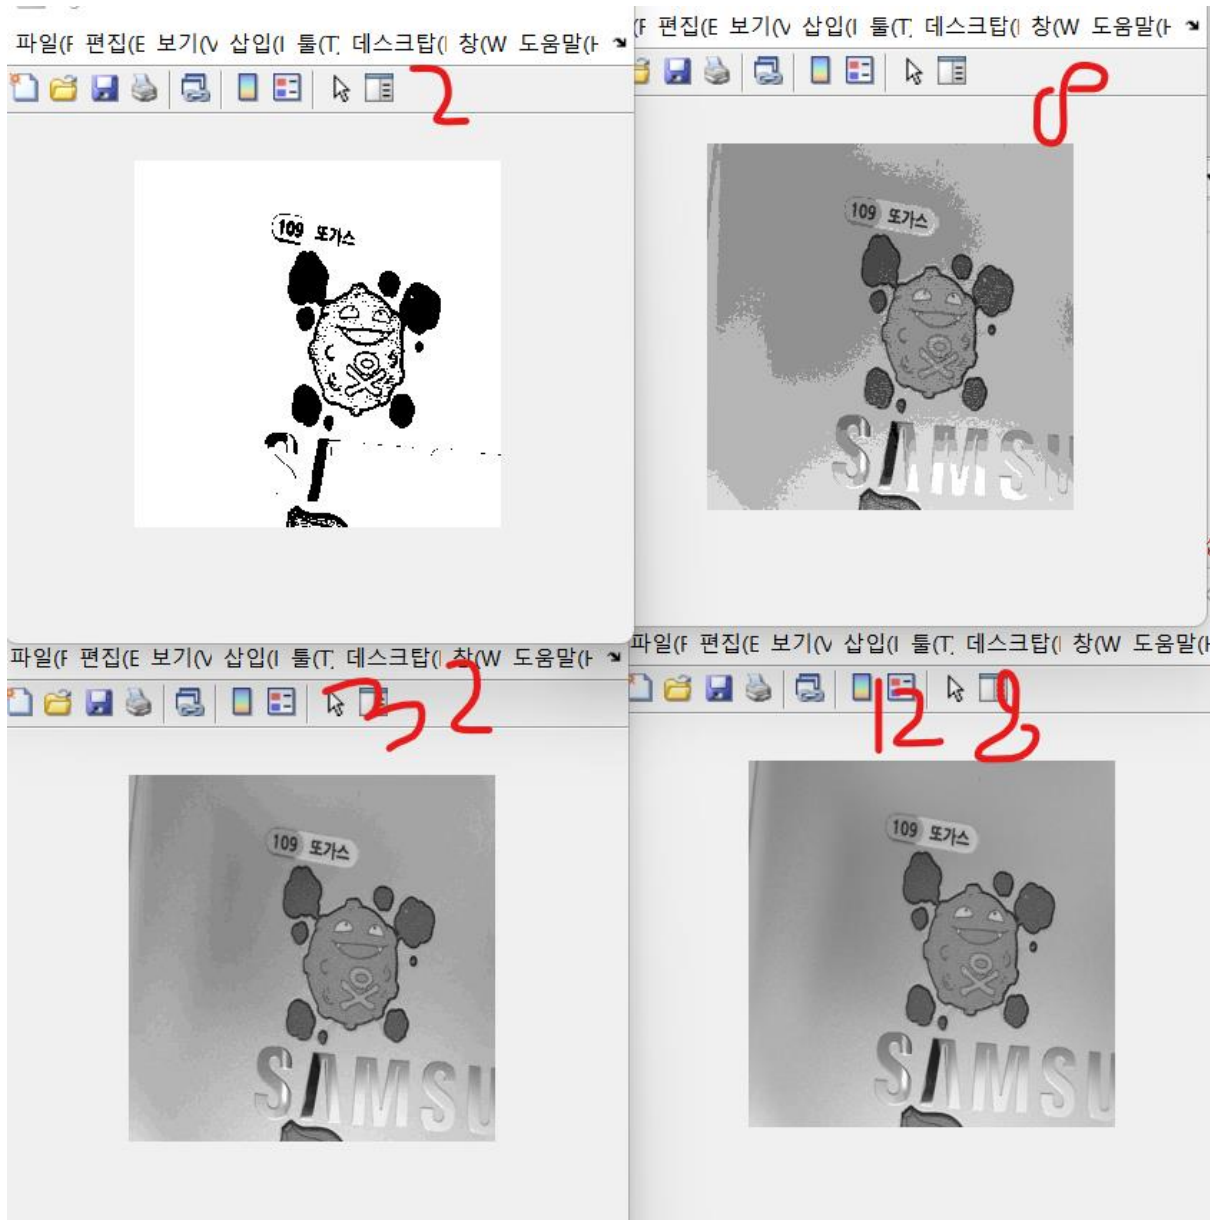 파일(F 편집(E 보기(V 삽입(I 툴(T; 데스크탑( 창(W 도움말(H
2
109 또가스
(F 편집(E 보기(V 삽입(I 툴(T; 데스크탑( 창(W 도움말(H
8
109 또가스
SAMSU
파일(F 편집(E 보기(V 삽입(I 툴(T; 데스크탑( 창(W 도움말(H
32
109 또가스
SAMSU
파일(F 편집(E 보기(V 삽입(I 툴(T; 데스크탑( 창(W 도움말(H
128
109 또가스
SAMSU